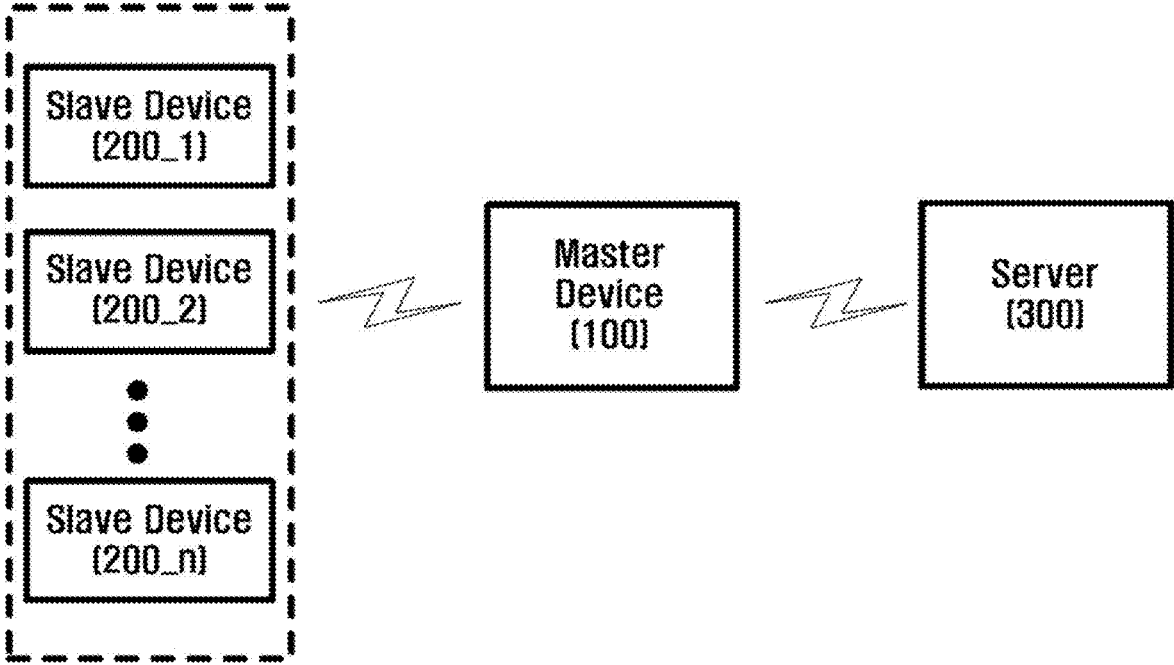 Slave Device
(200_1)
Slave Device
(200_2)
Slave Device
(200_n)
Master
Device
(100)
Server
(300)